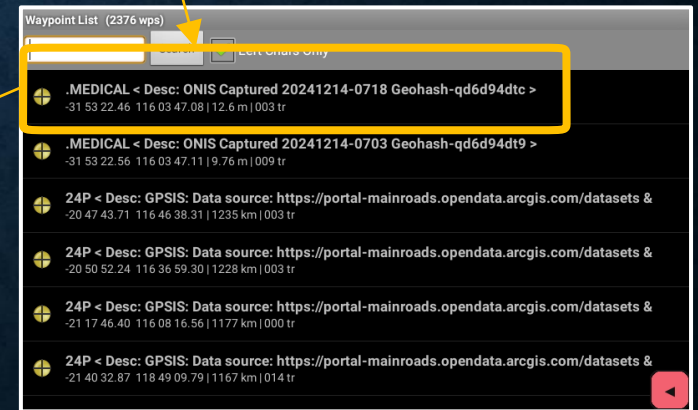 Waypoint List (2376 wps)
Search Left Chars Only
.MEDICAL < Desc: ONIS Captured 20241214-0718 Geohash-qd6d94dtc >
-31 53 22.46 116 03 47.08 | 12.6 m | 003 tr
.MEDICAL < Desc: ONIS Captured 20241214-0703 Geohash-qd6d94dt9 >
-31 53 22.56 116 03 47.11 | 9.76 m | 009 tr
24P < Desc: GPSIS: Data source: https://portal-mainroads.opendata.arcgis.com/datasets &
-20 47 43.71 116 46 38.31 | 1235 km | 003 tr
24P < Desc: GPSIS: Data source: https://portal-mainroads.opendata.arcgis.com/datasets &
-20 50 52.24 116 36 59.30 | 1228 km | 003 tr
24P < Desc: GPSIS: Data source: https://portal-mainroads.opendata.arcgis.com/datasets &
-21 17 46.40 116 08 16.56 | 1177 km | 000 tr
24P < Desc: GPSIS: Data source: https://portal-mainroads.opendata.arcgis.com/datasets &
-21 40 32.87 118 49 09.79 | 1167 km | 014 tr